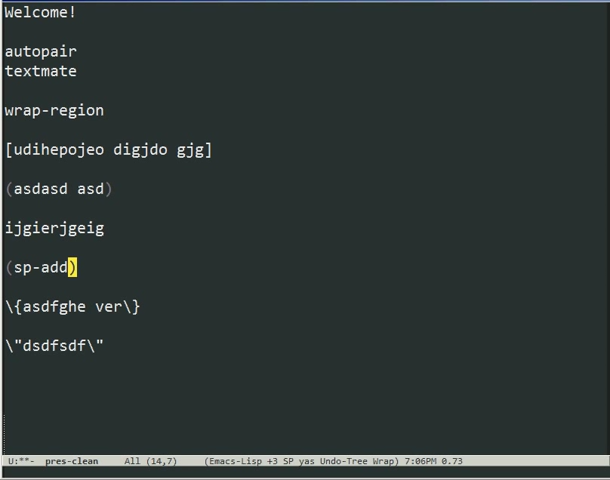 Welcome!
autopair
textmate
wrap-region
[udihepojeo digjdo gjg]
(asdasd asd)
ijgierjgeig
(sp-add)
\{asdfghe ver\}
\"dsdfsdf\"
U:**-  pres-clean    All (14,7)    (Emacs-Lisp +3 SP yas Undo-Tree Wrap) 7:06PM 0.73